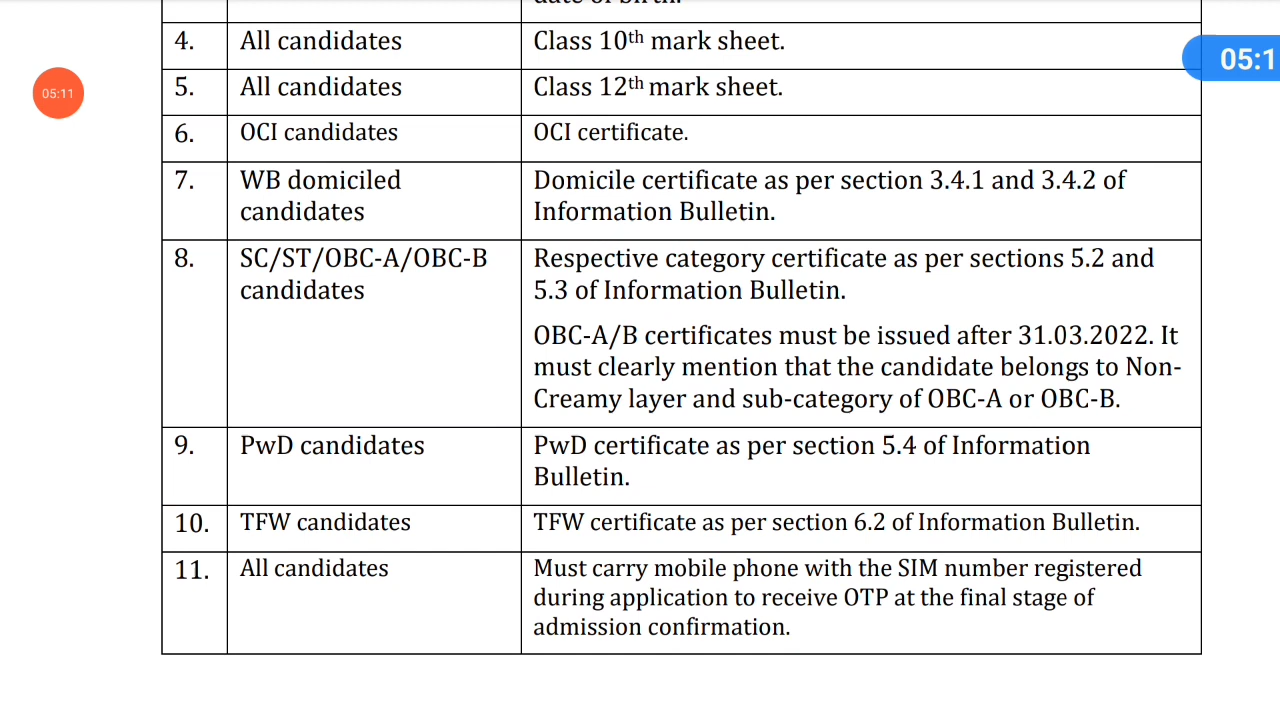 date of birth.
4. All candidates Class 10th mark sheet.
05:11
05:1
5. All candidates Class 12th mark sheet.
6. OCI candidates OCI certificate.
7. WB domiciled Domicile certificate as per section 3.4.1 and 3.4.2 of
candidates Information Bulletin.
8. SC/ST/OBC-A/OBC-B Respective category certificate as per sections 5.2 and
candidates 5.3 of Information Bulletin.
OBC-A/B certificates must be issued after 31.03.2022. It
must clearly mention that the candidate belongs to Non-
Creamy layer and sub-category of OBC-A or OBC-B.
9. PwD candidates PwD certificate as per section 5.4 of Information
Bulletin.
10. TFW candidates TFW certificate as per section 6.2 of Information Bulletin.
11. All candidates Must carry mobile phone with the SIM number registered
during application to receive OTP at the final stage of
admission confirmation.